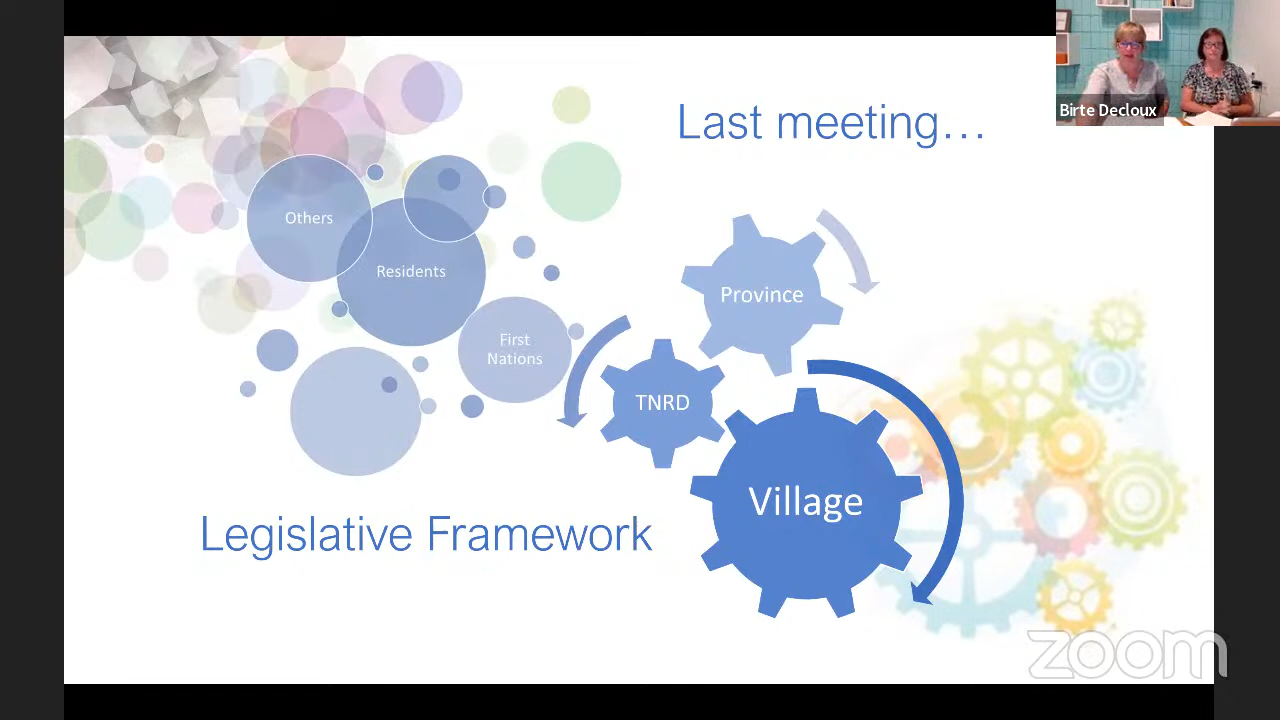 Birte Decloux
Last meeting…
Others
Residents
First
Nations
Province
TNRD
Village
Legislative Framework
zoom